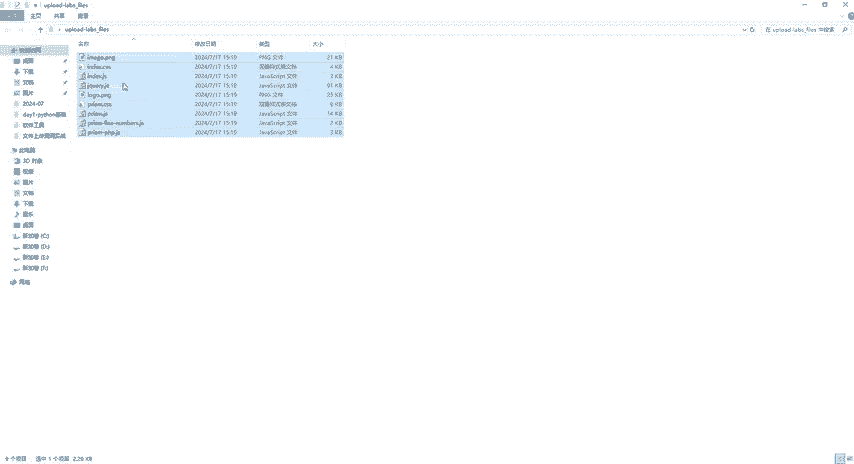 主页 共享 查看
upload-labs_files
在 upload-labs_files 中搜索
名称 修改日期 类型 大小
image.png 2024/7/17 15:19 PNG 文件 21 KB
index.css 2024/7/17 15:19 层叠样式表文档 4 KB
index.js 2024/7/17 15:19 JavaScript 文件 2 KB
jquery.js 2024/7/17 15:19 JavaScript 文件 91 KB
logo.png 2024/7/17 15:19 PNG 文件
prism.css 2024/7/17 15:19 层叠样式表文档 6 KB
prism.js 2024/7/17 15:19 JavaScript 文件 14 KB
prism-line-numbers.js 2024/7/17 15:19 JavaScript 文件 2 KB
prism-php.js 2024/7/17 15:19 JavaScript 文件 3 KB
快速访问
桌面
下载
文档
图片
2024-07
day1-python基础
软件工具
文件上传漏洞实战
此电脑
3D 对象
视频
图片
文档
下载
音乐
桌面
新加卷 (C:)
新加卷 (D:)
新加卷 (E:)
新加卷 (F:)
网络
9 个项目 选中 1 个项目 2.28 KB